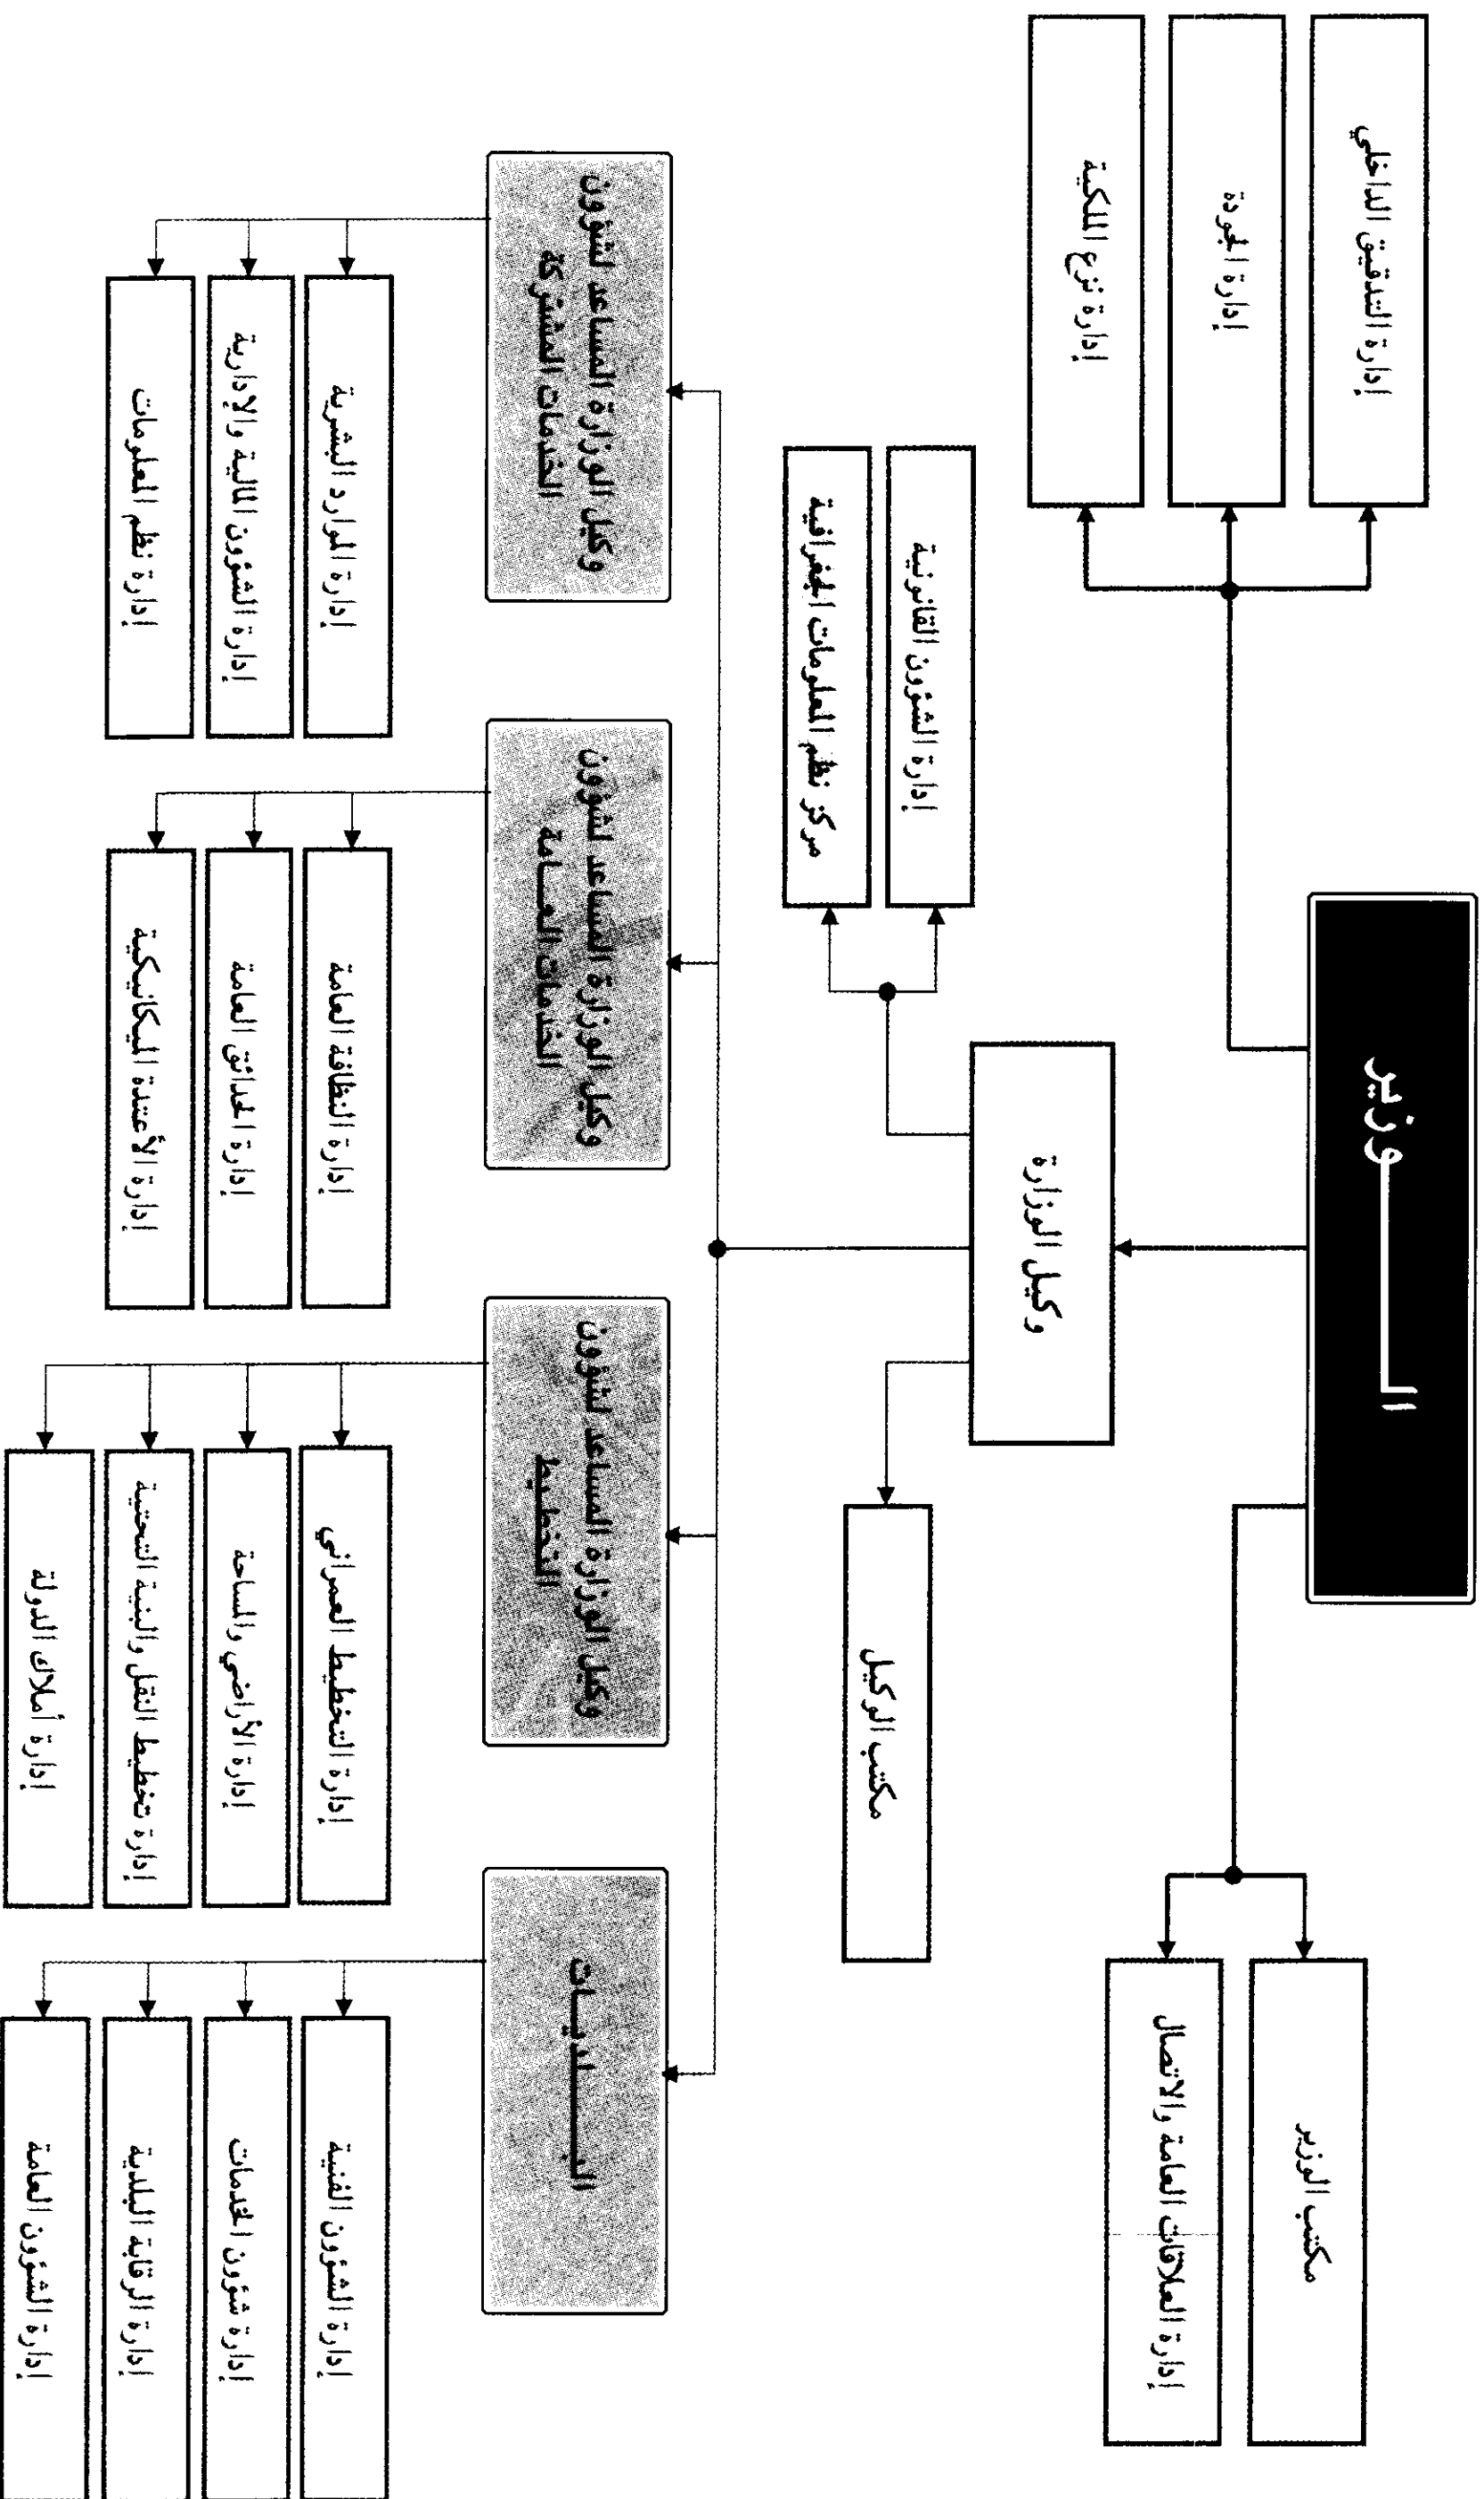 الـــــــوزير
مكتب الوزير
إدارة العلاقات العامة والاتصال
إدارة التدقيق الداخلي
إدارة الجودة
إدارة نزع الملكية
وكيل الوزارة
مكتب الوكيل
إدارة الشؤون القانونية
مركز نظم المعلومات الجغرافية
البـــــلديـــات
إدارة الشؤون الفنية
إدارة شؤون الخدمات
إدارة الرقابة البلدية
إدارة الشؤون العامة
وكيل الوزارة المساعد لشؤون
التخطيط
إدارة التخطيط العمراني
إدارة الأراضي والمساحة
إدارة تخطيط النقل والبنية التحتية
إدارة أملاك الدولة
وكيل الوزارة المساعد لشؤون
الخدمات العـــامة
إدارة النظافة العامة
إدارة الحدائق العامة
إدارة الأعتدة الميكانيكية
وكيل الوزارة المساعد لشؤون
الخدمات المشتركة
إدارة الموارد البشرية
إدارة الشؤون المالية والإدارية
إدارة نظم المعلومات